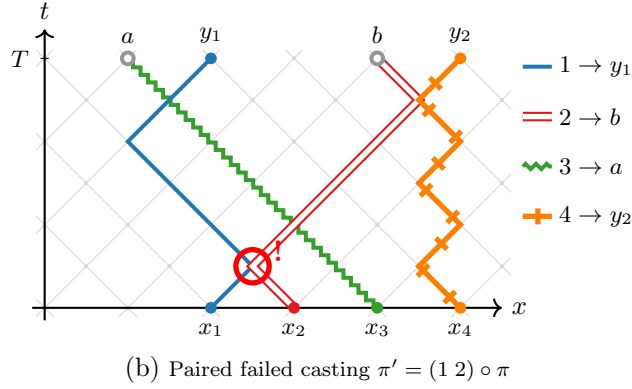 t
a y₁ b y₂
T
1 → y₁
2 → b
3 → a
4 → y₂
!
x
x₁ x₂ x₃ x₄
(b) Paired failed casting π′ = (1 2) ∘ π